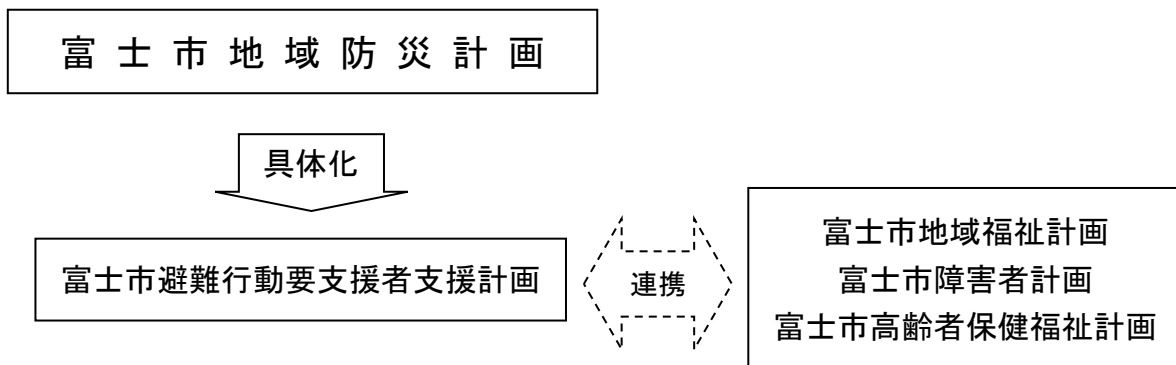 富士市地域防災計画
具体化
富士市避難行動要支援者支援計画
連携
富士市地域福祉計画
富士市障害者計画
富士市高齢者保健福祉計画